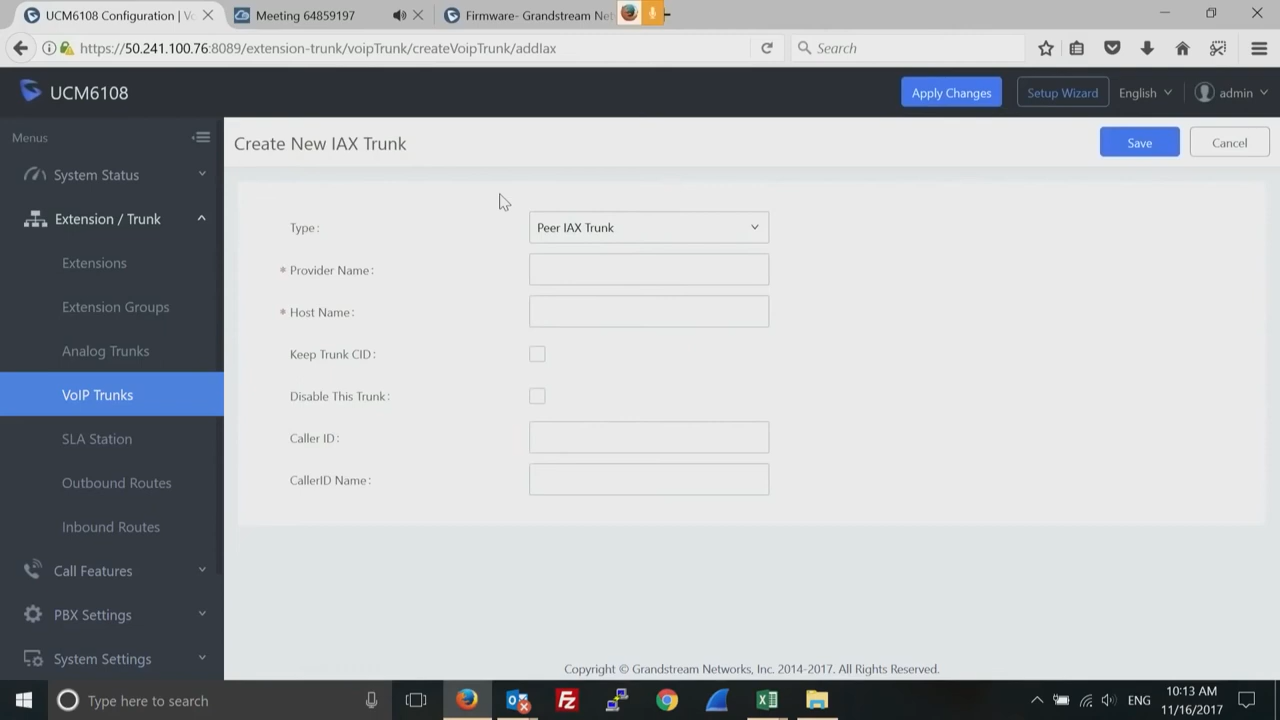 UCM6108 Configuration | Vo
Meeting 64859197
Firmware- Grandstream Net
https://50.241.100.76:8089/extension-trunk/voipTrunk/createVoipTrunk/addIax
Search
UCM6108
Apply Changes
Setup Wizard
English
admin
Menus
Create New IAX Trunk
Save
Cancel
System Status
Extension / Trunk
Extensions
Extension Groups
Analog Trunks
VoIP Trunks
SLA Station
Outbound Routes
Inbound Routes
Call Features
PBX Settings
System Settings
Type:
Peer IAX Trunk
* Provider Name:
* Host Name:
Keep Trunk CID:
Disable This Trunk:
Caller ID:
CallerID Name:
Copyright © Grandstream Networks, Inc. 2014-2017. All Rights Reserved.
Type here to search
ENG
10:13 AM
11/16/2017